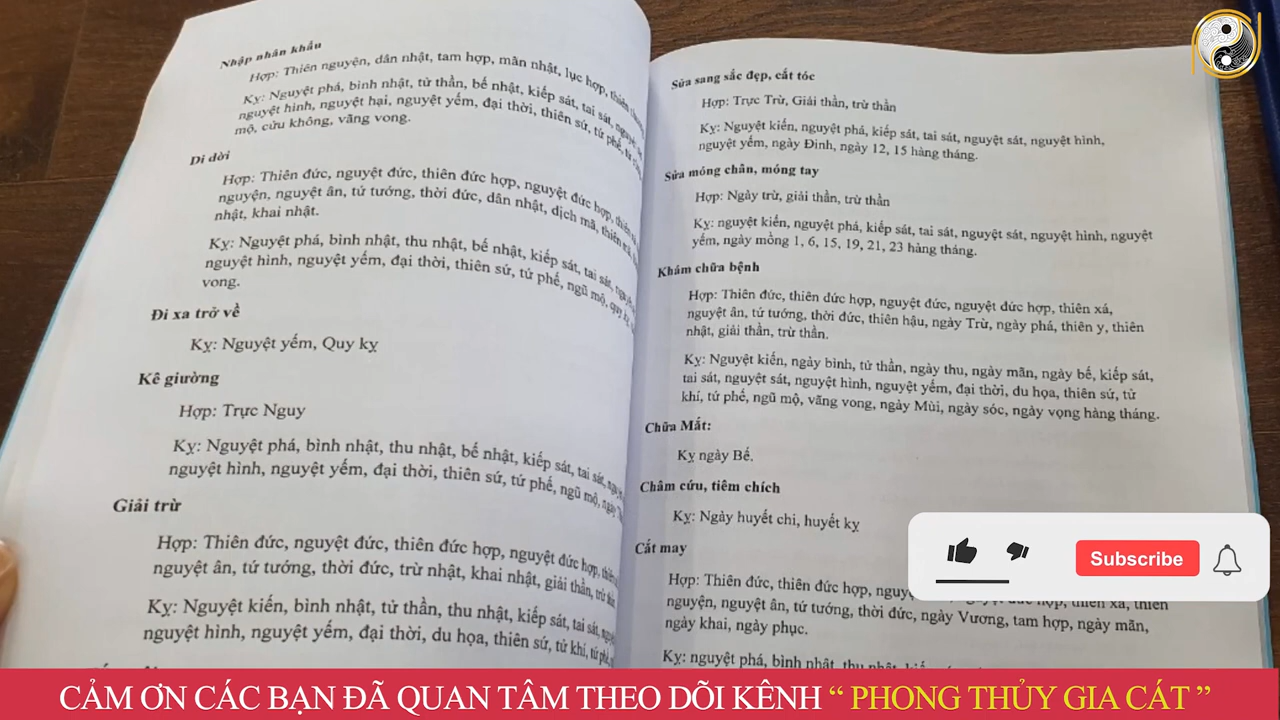 Nhập nhân khẩu
Hợp: Thiên nguyện, dân nhật, tam hợp, mãn nhật, lục hợp,
Kỵ: Nguyệt phá, bình nhật, tử thần, bế nhật, kiếp sát, tai sát,
nguyệt hình, nguyệt hại, nguyệt yếm, đại thời, thiên sứ, tứ phế,
mộ, cửu không, vãng vong.
Di dời
Hợp: Thiên đức, nguyệt đức, thiên đức hợp, nguyệt đức hợp,
nguyện, nguyệt ân, tứ tướng, thời đức, dân nhật, dịch mã,
nhật, khai nhật.
Kỵ: Nguyệt phá, bình nhật, thu nhật, bế nhật, kiếp sát, tai sát,
nguyệt hình, nguyệt yếm, đại thời, thiên sứ, tứ phế, ngũ mộ,
vong.
Đi xa trở về
Kỵ: Nguyệt yếm, Quy kỵ
Kê giường
Hợp: Trực Nguy
Kỵ: Nguyệt phá, bình nhật, thu nhật, bế nhật, kiếp sát, tai sát,
nguyệt hình, nguyệt yếm, đại thời, thiên sứ, tứ phế, ngũ mộ, ngày
Giải trừ
Hợp: Thiên đức, nguyệt đức, thiên đức hợp, nguyệt đức hợp,
nguyệt ân, tứ tướng, thời đức, trừ nhật, khai nhật, giải thần, trừ thần
Kỵ: Nguyệt kiến, bình nhật, tử thần, thu nhật, kiếp sát, tai sát,
nguyệt hình, nguyệt yếm, đại thời, du họa, thiên sứ, tử khí, tứ phế,
Sửa sang sắc đẹp, cắt tóc
Hợp: Trực Trừ, Giải thần, trừ thần
Kỵ: Nguyệt kiến, nguyệt phá, kiếp sát, tai sát, nguyệt sát, nguyệt hình,
nguyệt yếm, ngày Đinh, ngày 12, 15 hàng tháng.
Sửa móng chân, móng tay
Hợp: Ngày trừ, giải thần, trừ thần
Kỵ: nguyệt kiến, nguyệt phá, kiếp sát, tai sát, nguyệt sát, nguyệt hình, nguyệt
yếm, ngày mồng 1, 6, 15, 19, 21, 23 hàng tháng.
Khám chữa bệnh
Hợp: Thiên đức, thiên đức hợp, nguyệt đức, nguyệt đức hợp, thiên xá,
nguyệt ân, tứ tướng, thời đức, thiên hậu, ngày Trừ, ngày phá, thiên y, thiên
nhật, giải thần, trừ thần.
Kỵ: Nguyệt kiến, ngày bình, tử thần, ngày thu, ngày mãn, ngày bế, kiếp sát,
tai sát, nguyệt sát, nguyệt hình, nguyệt yếm, đại thời, du họa, thiên sứ, tử
khí, tứ phế, ngũ mộ, vãng vong, ngày Mùi, ngày sóc, ngày vọng hàng tháng.
Chữa Mắt:
Kỵ ngày Bế.
Châm cứu, tiêm chích
Kỵ: Ngày huyết chi, huyết kỵ
Cắt may
Hợp: Thiên đức, thiên đức hợp, hợp, thiên xá, thiên
nguyện, nguyệt ân, tứ tướng, thời đức, ngày Vương, tam hợp, ngày mãn,
ngày khai, ngày phục.
Kỵ: nguyệt phá, bình nhật, thu nhật,
Subscribe
CẢM ƠN CÁC BẠN ĐÃ QUAN TÂM THEO DÕI KÊNH “ PHONG THỦY GIA CÁT ”